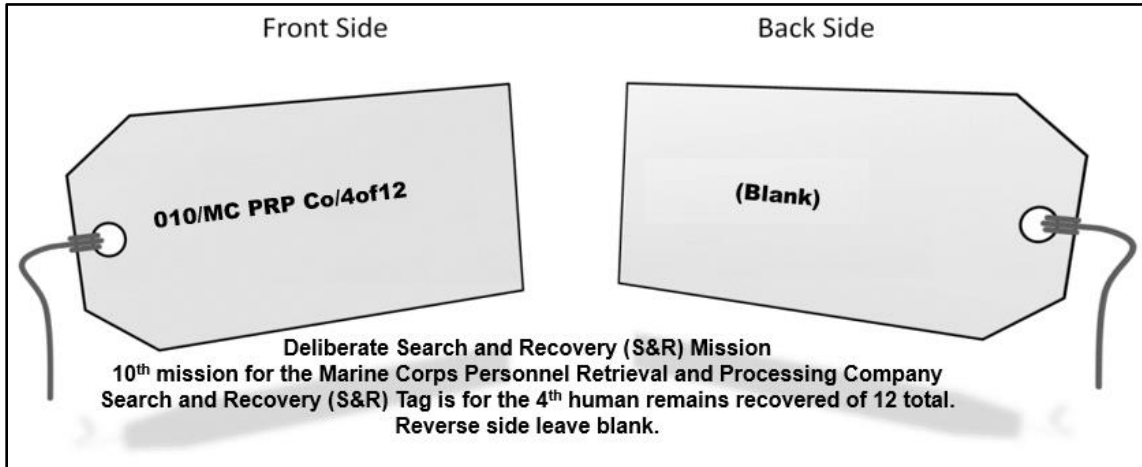 Front Side
Back Side
010/MC PRP Co/4of12
(Blank)
Deliberate Search and Recovery (S&R) Mission
10th mission for the Marine Corps Personnel Retrieval and Processing Company
Search and Recovery (S&R) Tag is for the 4th human remains recovered of 12 total.
Reverse side leave blank.